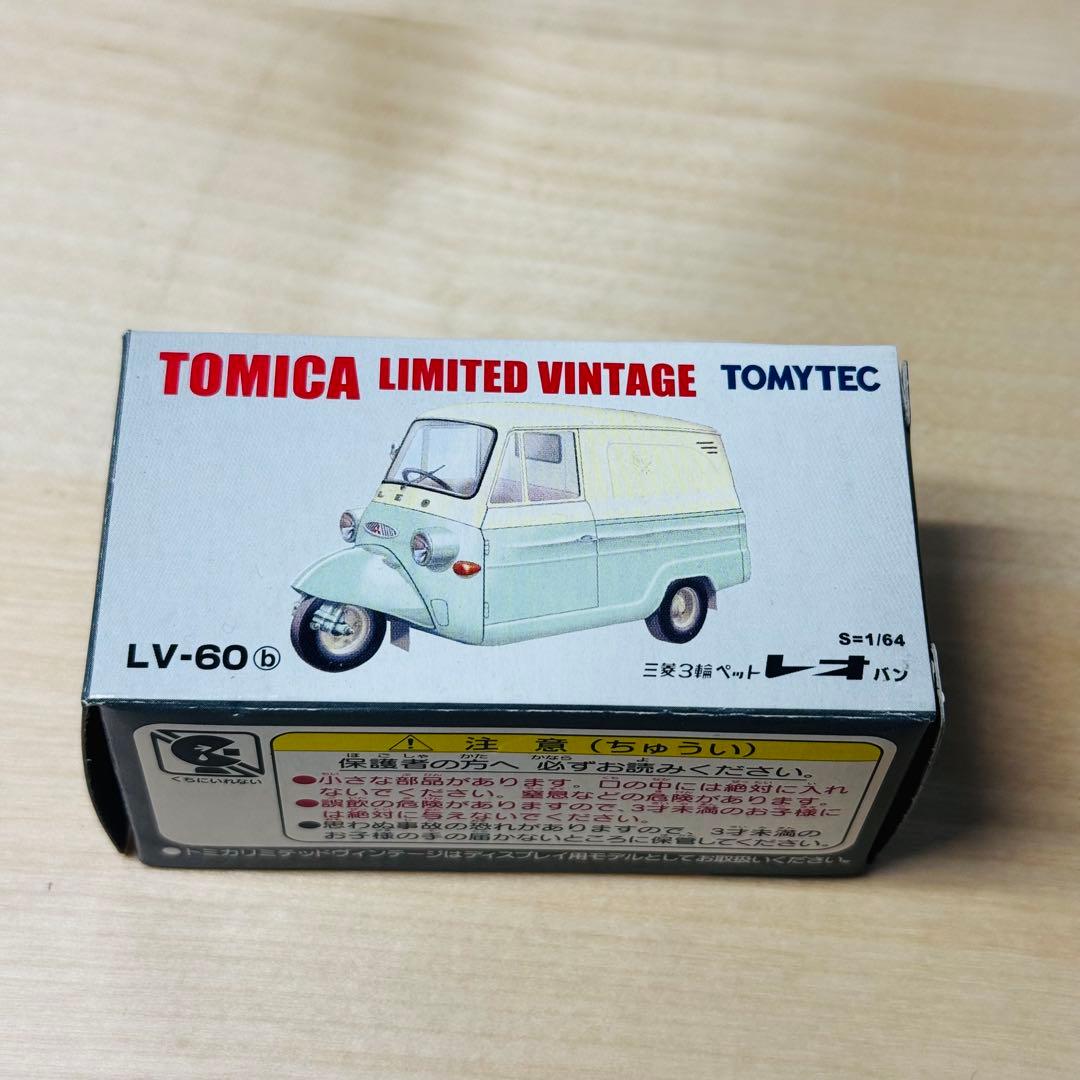 TOMICA LIMITED VINTAGE TOMYTEC
LEO
LV-60 ⓑ
S=1/64
三菱3輪ペット レオ バン
くちにいれない
⚠ 注意(ちゅうい)
保護者の方へ 必ずお読みください。
●小さな部品があります。口の中には絶対に入れ
ないでください。窒息などの危険があります。
●誤飲の危険がありますので、3才未満のお子様に
は絶対に与えないでください。
●思わぬ事故の恐れがありますので、3才未満の
お子様の手の届かないところに保管してください。
●トミカリミテッドヴィンテージはディスプレイ用モデルとしてお取扱いください。